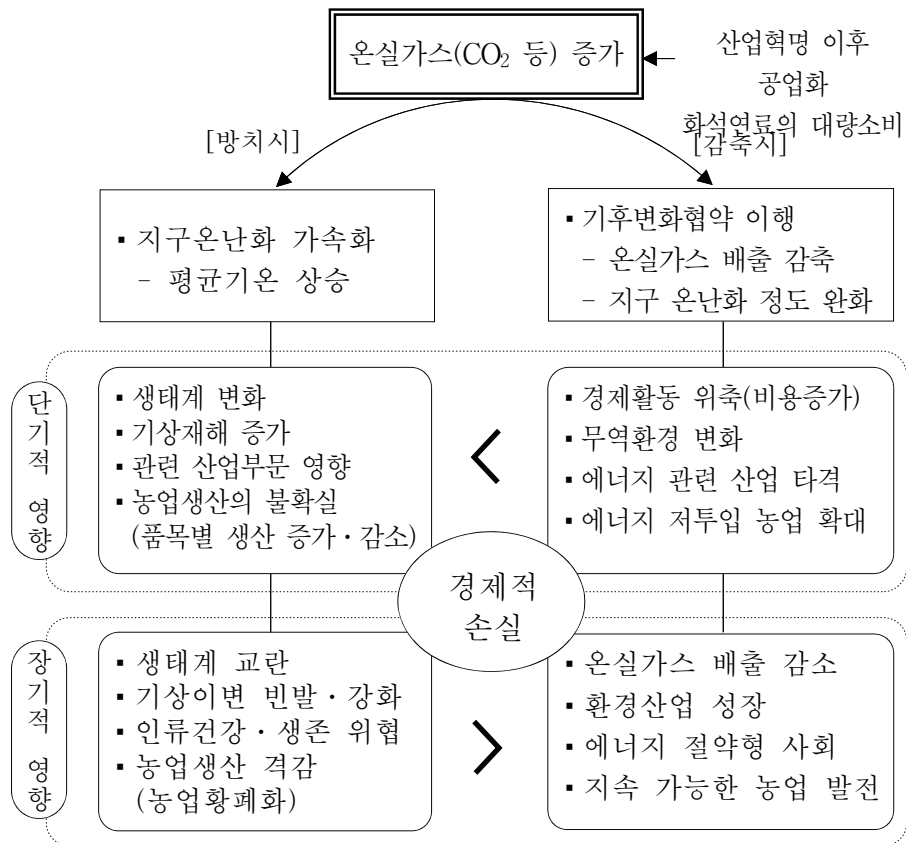 온실가스(CO₂ 등) 증가
산업혁명 이후
공업화
화석연료의 대량소비
[방치시]
[감축시]
▪ 지구온난화 가속화
- 평균기온 상승
▪ 기후변화협약 이행
- 온실가스 배출 감축
- 지구 온난화 정도 완화
단기적 영향
▪ 생태계 변화
▪ 기상재해 증가
▪ 관련 산업부문 영향
▪ 농업생산의 불확실
(품목별 생산 증가·감소)
<
▪ 경제활동 위축(비용증가)
▪ 무역환경 변화
▪ 에너지 관련 산업 타격
▪ 에너지 저투입 농업 확대
경제적
손실
장기적 영향
▪ 생태계 교란
▪ 기상이변 빈발·강화
▪ 인류건강·생존 위협
▪ 농업생산 격감
(농업황폐화)
>
▪ 온실가스 배출 감소
▪ 환경산업 성장
▪ 에너지 절약형 사회
▪ 지속 가능한 농업 발전